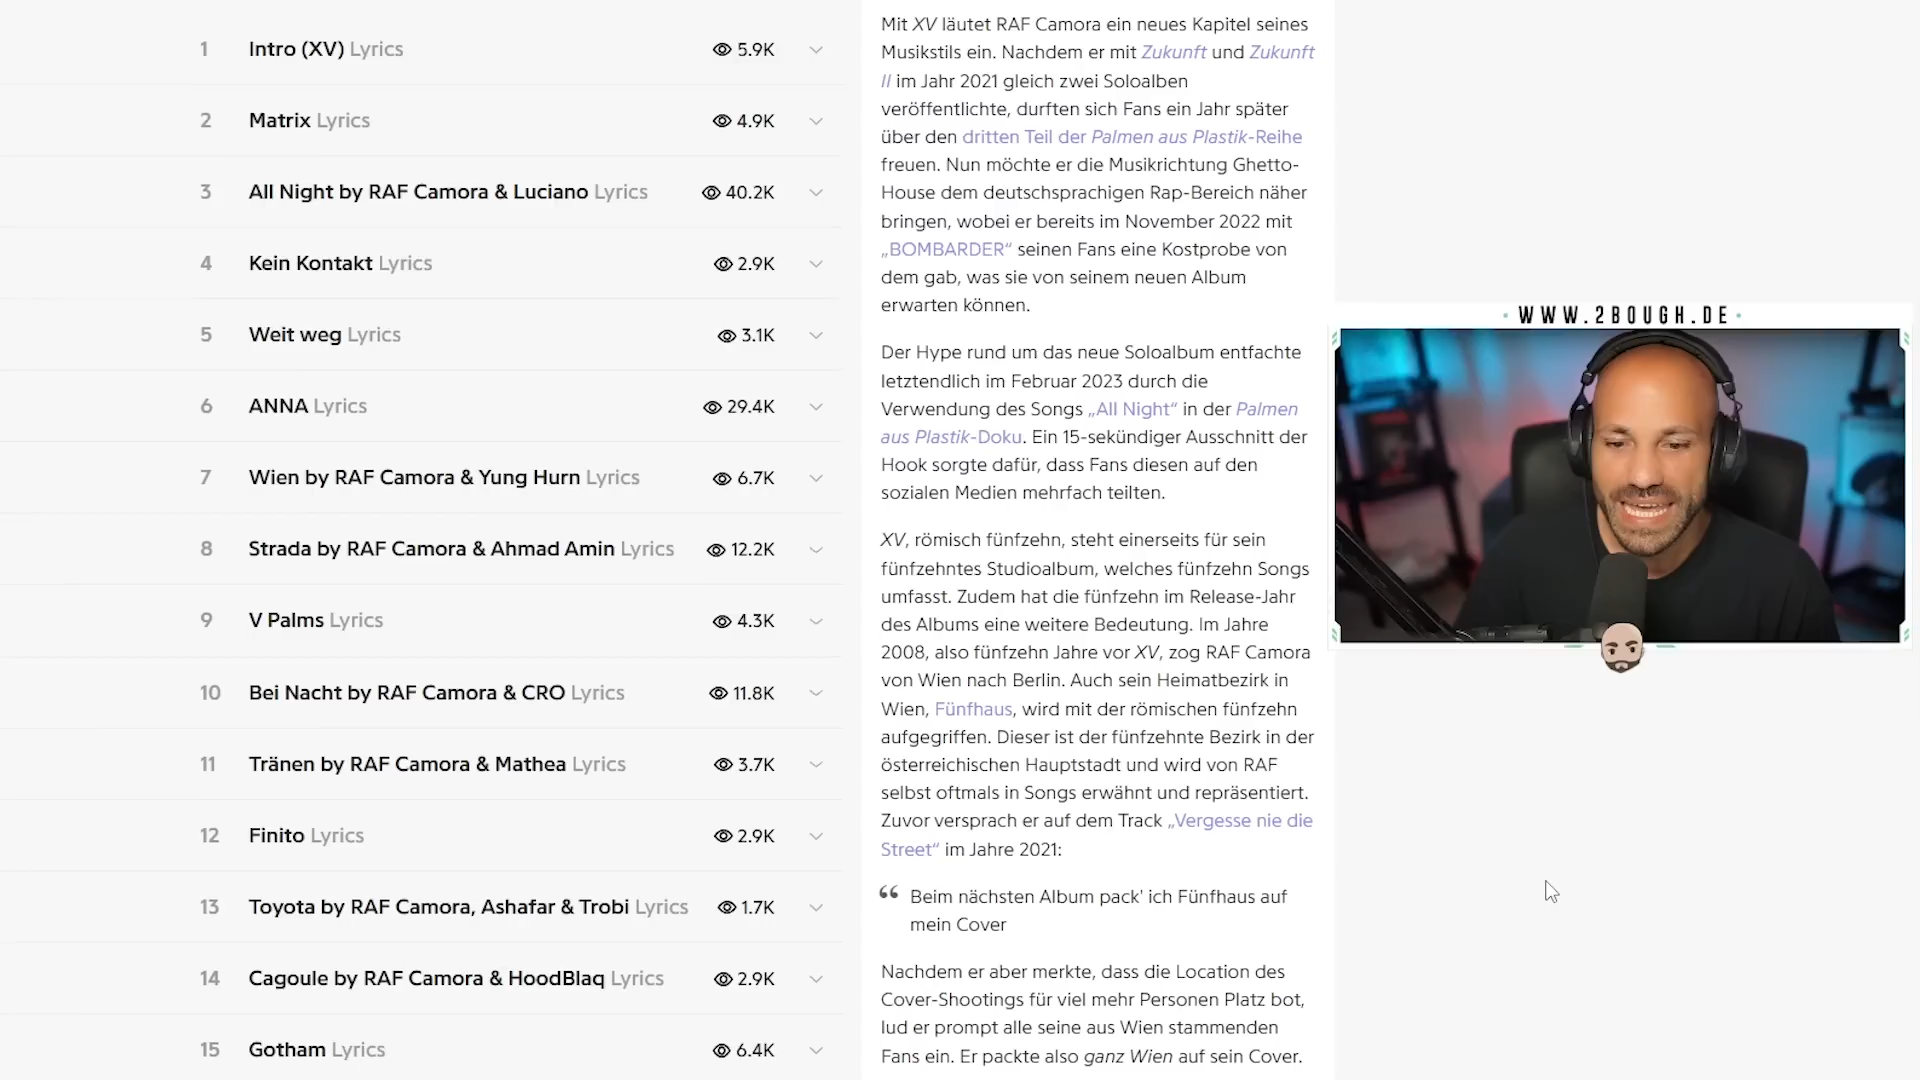 1 Intro (XV) Lyrics 5.9K
2 Matrix Lyrics 4.9K
3 All Night by RAF Camora & Luciano Lyrics 40.2K
4 Kein Kontakt Lyrics 2.9K
5 Weit weg Lyrics 3.1K
6 ANNA Lyrics 29.4K
7 Wien by RAF Camora & Yung Hurn Lyrics 6.7K
8 Strada by RAF Camora & Ahmad Amin Lyrics 12.2K
9 V Palms Lyrics 4.3K
10 Bei Nacht by RAF Camora & CRO Lyrics 11.8K
11 Tränen by RAF Camora & Mathea Lyrics 3.7K
12 Finito Lyrics 2.9K
13 Toyota by RAF Camora, Ashafar & Trobi Lyrics 1.7K
14 Cagoule by RAF Camora & HoodBlaq Lyrics 2.9K
15 Gotham Lyrics 6.4K
Mit XV läutet RAF Camora ein neues Kapitel seines
Musikstils ein. Nachdem er mit Zukunft und Zukunft
II im Jahr 2021 gleich zwei Soloalben
veröffentlichte, durften sich Fans ein Jahr später
über den dritten Teil der Palmen aus Plastik-Reihe
freuen. Nun möchte er die Musikrichtung Ghetto-
House dem deutschsprachigen Rap-Bereich näher
bringen, wobei er bereits im November 2022 mit
„BOMBARDER“ seinen Fans eine Kostprobe von
dem gab, was sie von seinem neuen Album
erwarten können.
Der Hype rund um das neue Soloalbum entfachte
letztendlich im Februar 2023 durch die
Verwendung des Songs „All Night“ in der Palmen
aus Plastik-Doku. Ein 15-sekündiger Ausschnitt der
Hook sorgte dafür, dass Fans diesen auf den
sozialen Medien mehrfach teilten.
XV, römisch fünfzehn, steht einerseits für sein
fünfzehntes Studioalbum, welches fünfzehn Songs
umfasst. Zudem hat die fünfzehn im Release-Jahr
des Albums eine weitere Bedeutung. Im Jahre
2008, also fünfzehn Jahre vor XV, zog RAF Camora
von Wien nach Berlin. Auch sein Heimatbezirk in
Wien, Fünfhaus, wird mit der römischen fünfzehn
aufgegriffen. Dieser ist der fünfzehnte Bezirk in der
österreichischen Hauptstadt und wird von RAF
selbst oftmals in Songs erwähnt und repräsentiert.
Zuvor versprach er auf dem Track „Vergesse nie die
Street“ im Jahre 2021:
“ Beim nächsten Album pack' ich Fünfhaus auf
mein Cover
Nachdem er aber merkte, dass die Location des
Cover-Shootings für viel mehr Personen Platz bot,
lud er prompt alle seine aus Wien stammenden
Fans ein. Er packte also ganz Wien auf sein Cover.
WWW.2BOUGH.DE